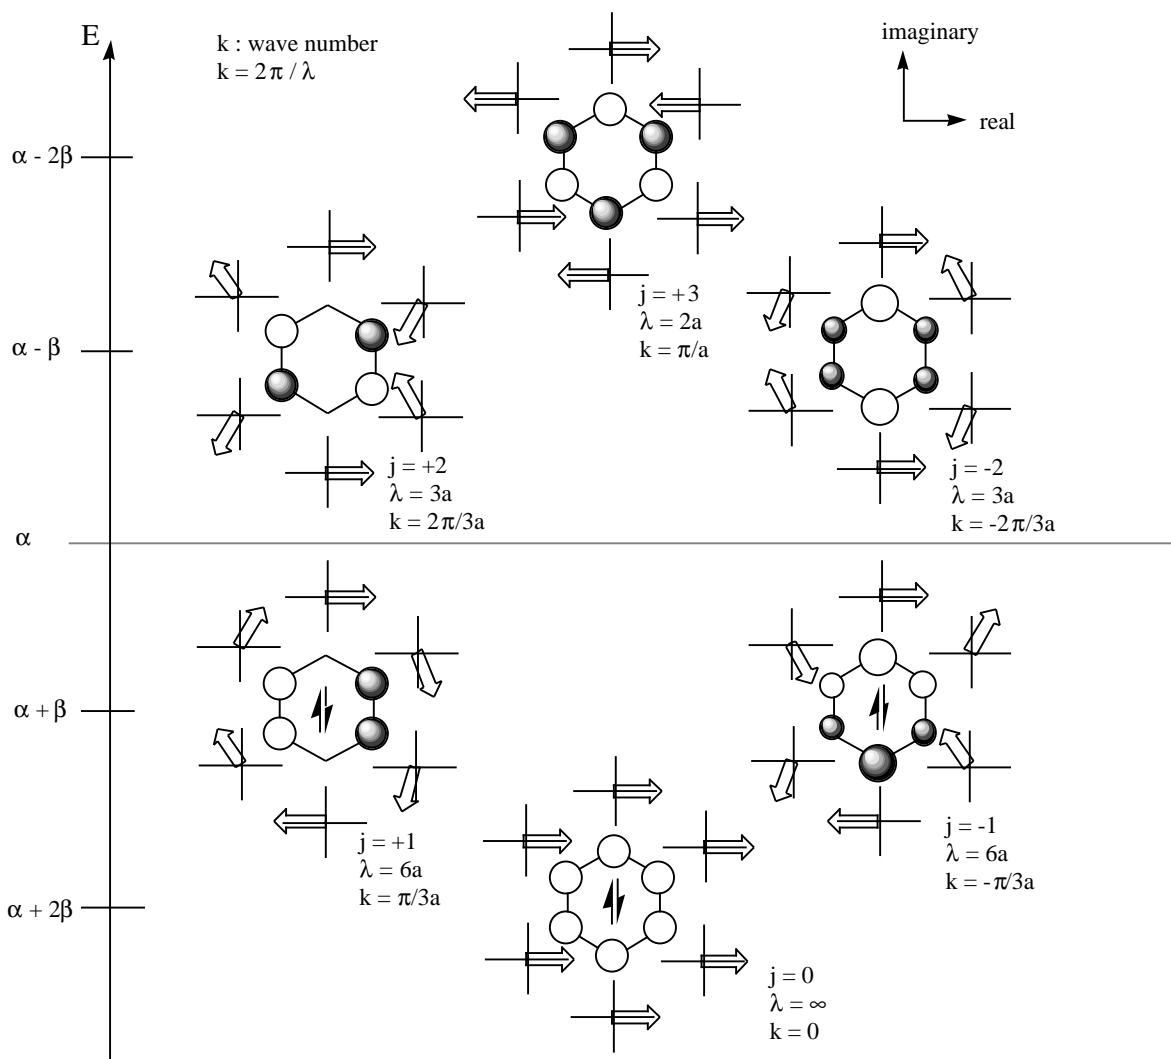 E
k : wave number
k = 2π / λ
imaginary
real
α - 2β
j = +3
λ = 2a
k = π/a
α - β
j = +2
λ = 3a
k = 2π/3a
j = -2
λ = 3a
k = -2π/3a
α
α + β
j = +1
λ = 6a
k = π/3a
j = -1
λ = 6a
k = -π/3a
α + 2β
j = 0
λ = ∞
k = 0